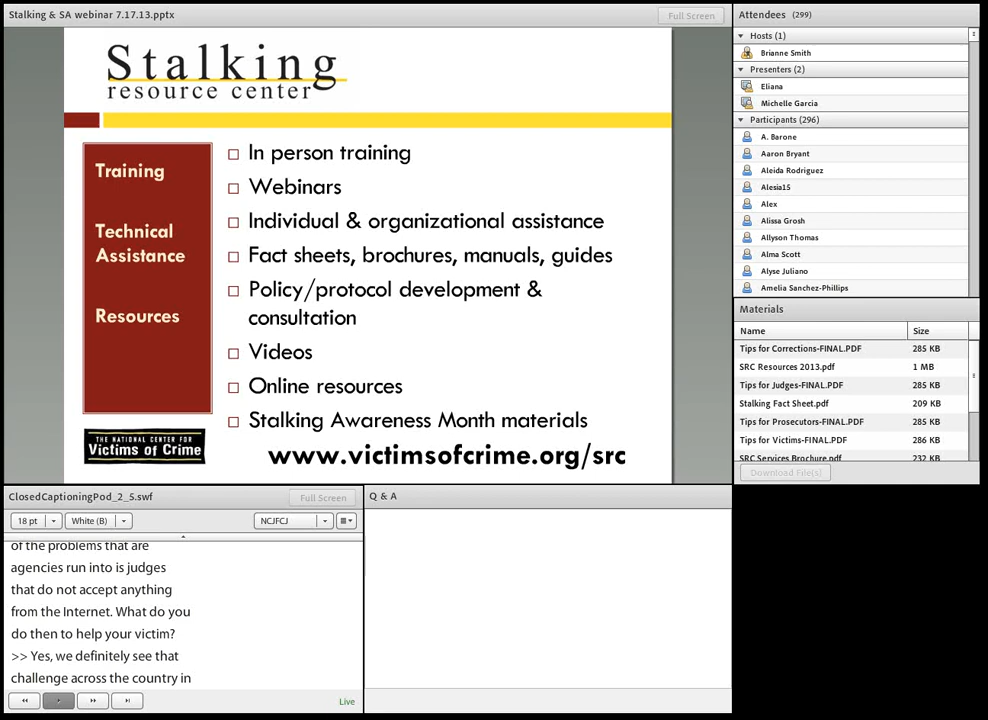 Stalking & SA webinar 7.17.13.pptx
Full Screen
Stalking
resource center
Training
Technical
Assistance
Resources
In person training
Webinars
Individual & organizational assistance
Fact sheets, brochures, manuals, guides
Policy/protocol development &
consultation
Videos
Online resources
Stalking Awareness Month materials
THE NATIONAL CENTER FOR
Victims of Crime
www.victimsofcrime.org/src
Attendees (299)
Hosts (1)
Brianne Smith
Presenters (2)
Eliana
Michelle Garcia
Participants (296)
A. Barone
Aaron Bryant
Aleida Rodriguez
Alesia15
Alex
Alissa Grosh
Allyson Thomas
Alma Scott
Alyse Juliano
Amelia Sanchez-Phillips
Materials
Name Size
Tips for Corrections-FINAL.PDF 285 KB
SRC Resources 2013.pdf 1 MB
Tips for Judges-FINAL.PDF 285 KB
Stalking Fact Sheet.pdf 209 KB
Tips for Prosecutors-FINAL.PDF 285 KB
Tips for Victims-FINAL.PDF 286 KB
SRC Services Brochure.pdf 232 KB
Download File(s)
ClosedCaptioningPod_2_5.swf
Full Screen
18 pt White (B) NCJFCJ
of the problems that are
agencies run into is judges
that do not accept anything
from the Internet. What do you
do then to help your victim?
>> Yes, we definitely see that
challenge across the country in
Live
Q & A